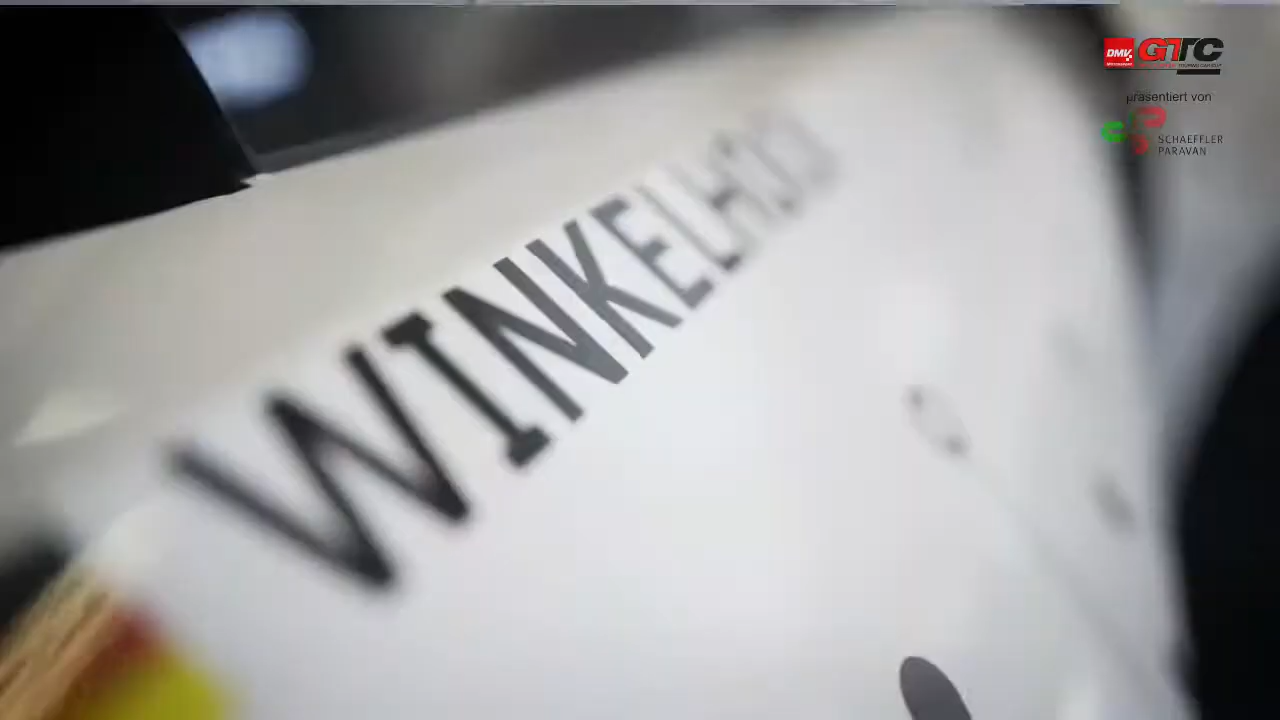 WINKELHOCK
DMV
GTC
präsentiert von
SCHAEFFLER
PARAVAN